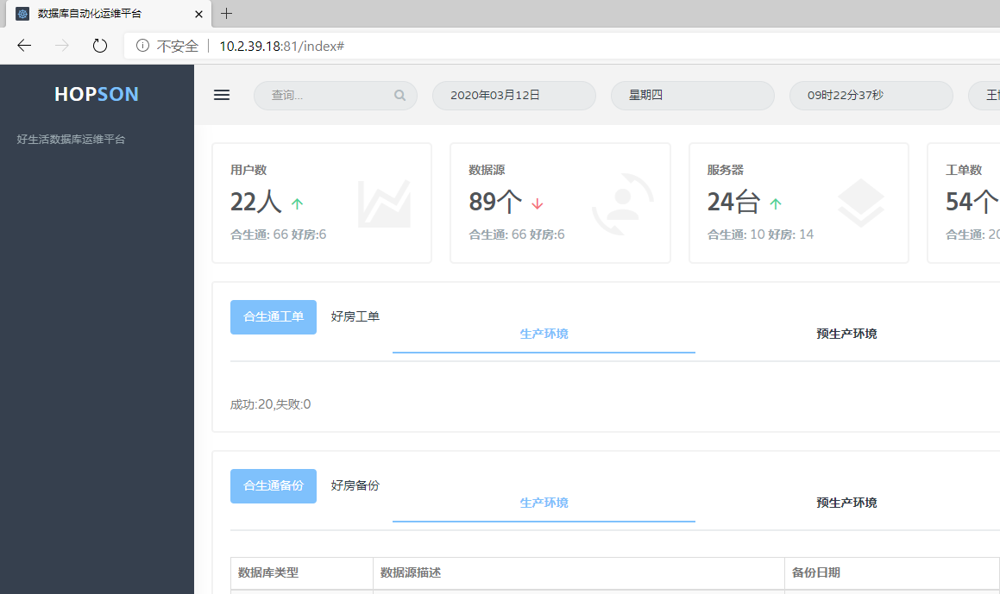 数据库自动化运维平台
不安全 10.2.39.18:81/index#
HOPSON
好生活数据库运维平台
查询... 2020年03月12日 星期四 09时22分37秒 王
用户数
22人
合生通: 66 好房:6
数据源
89个
合生通: 66 好房:6
服务器
24台
合生通: 10 好房: 14
工单数
54个
合生通: 20
合生通工单 好房工单
生产环境 预生产环境
成功:20,失败:0
合生通备份 好房备份
生产环境 预生产环境
数据库类型 数据源描述 备份日期